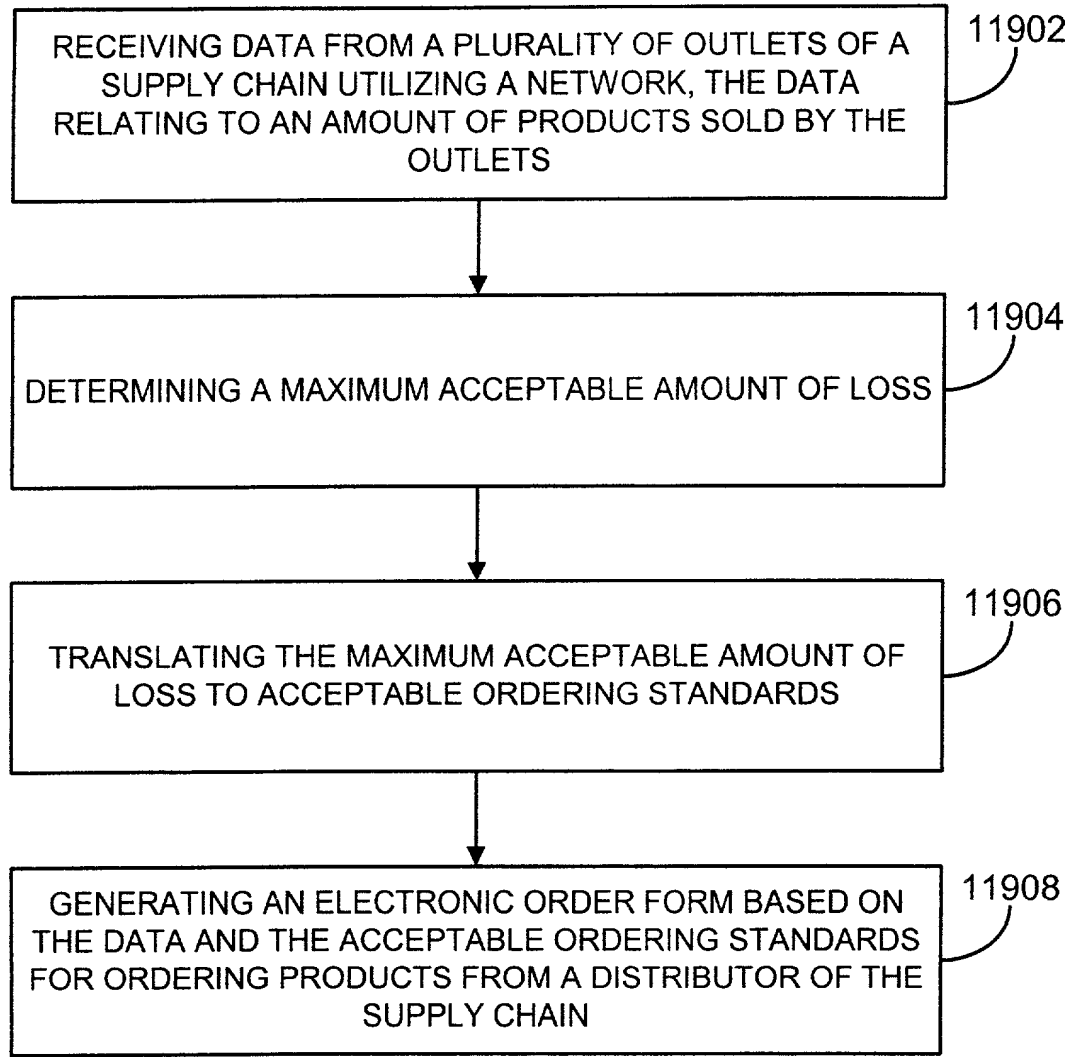 11902
RECEIVING DATA FROM A PLURALITY OF OUTLETS OF A
SUPPLY CHAIN UTILIZING A NETWORK, THE DATA
RELATING TO AN AMOUNT OF PRODUCTS SOLD BY THE
OUTLETS
11904
DETERMINING A MAXIMUM ACCEPTABLE AMOUNT OF LOSS
11906
TRANSLATING THE MAXIMUM ACCEPTABLE AMOUNT OF
LOSS TO ACCEPTABLE ORDERING STANDARDS
11908
GENERATING AN ELECTRONIC ORDER FORM BASED ON
THE DATA AND THE ACCEPTABLE ORDERING STANDARDS
FOR ORDERING PRODUCTS FROM A DISTRIBUTOR OF THE
SUPPLY CHAIN